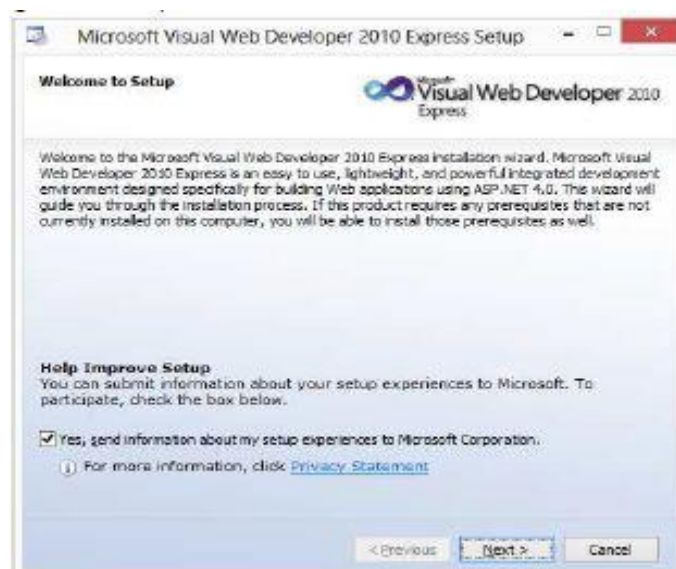 Microsoft Visual Web Developer 2010 Express Setup
Welcome to Setup
Microsoft
Visual Web Developer 2010
Express
Welcome to the Microsoft Visual Web Developer 2010 Express installation wizard. Microsoft Visual
Web Developer 2010 Express is an easy to use, lightweight, and powerful integrated development
environment designed specifically for building Web applications using ASP.NET 4.0. This wizard will
guide you through the installation process. If this product requires any prerequisites that are not
currently installed on this computer, you will be able to install those prerequisites as well.
Help Improve Setup
You can submit information about your setup experiences to Microsoft. To
participate, check the box below.
Yes, send information about my setup experiences to Microsoft Corporation.
For more information, click Privacy Statement
< Previous Next > Cancel